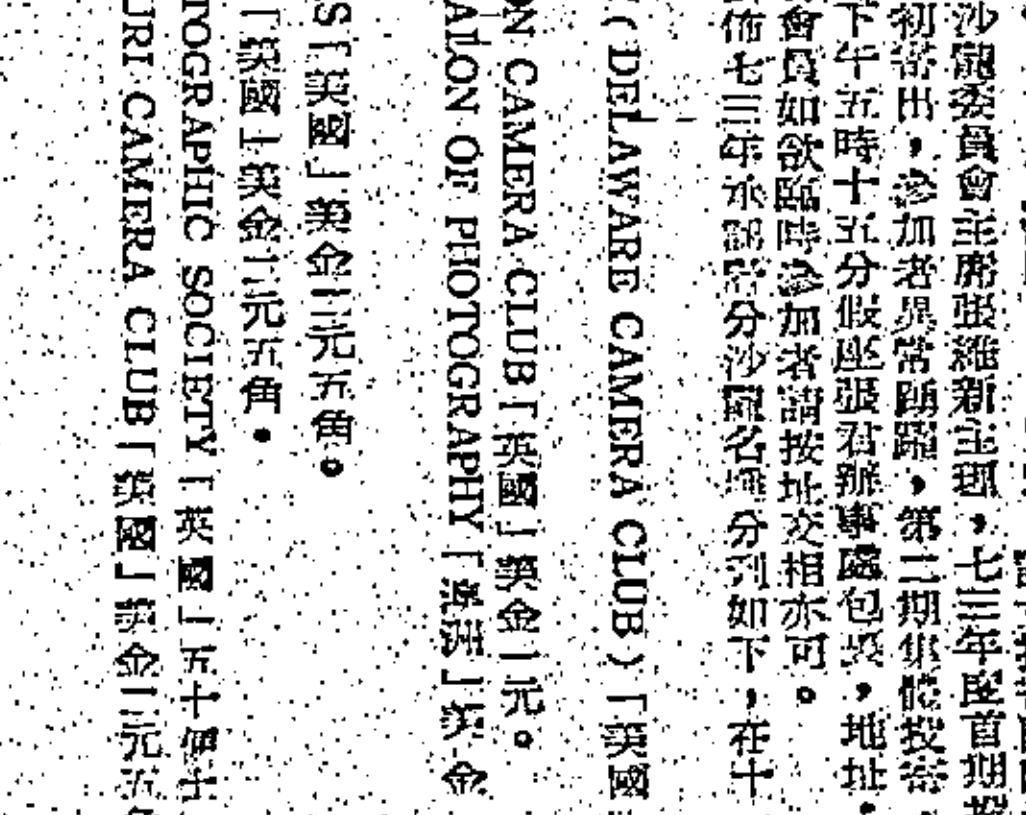 沙龍委員會主席張維新主理，七三年度首期
初寄出，參加者異常踴躍，第二期集體投寄
下午五時十五分假座張君辦事處包裝，地址
會員如欲臨時參加者請按址交相亦可。
佈七三年 部分沙龍名 分列如下，在十
(DELAWARE CAMERA CLUB)「美國
ON CAMERA CLUB「英國」美金一元。
ALON OF PHOTOGRAPHY「澳洲」美金
S「美國」美金三元五角。
「英國」美金二元五角。
TOGRAPHIC SOCIETY「英國」五十便士
URI CAMERA CLUB「美國」美金二元五角